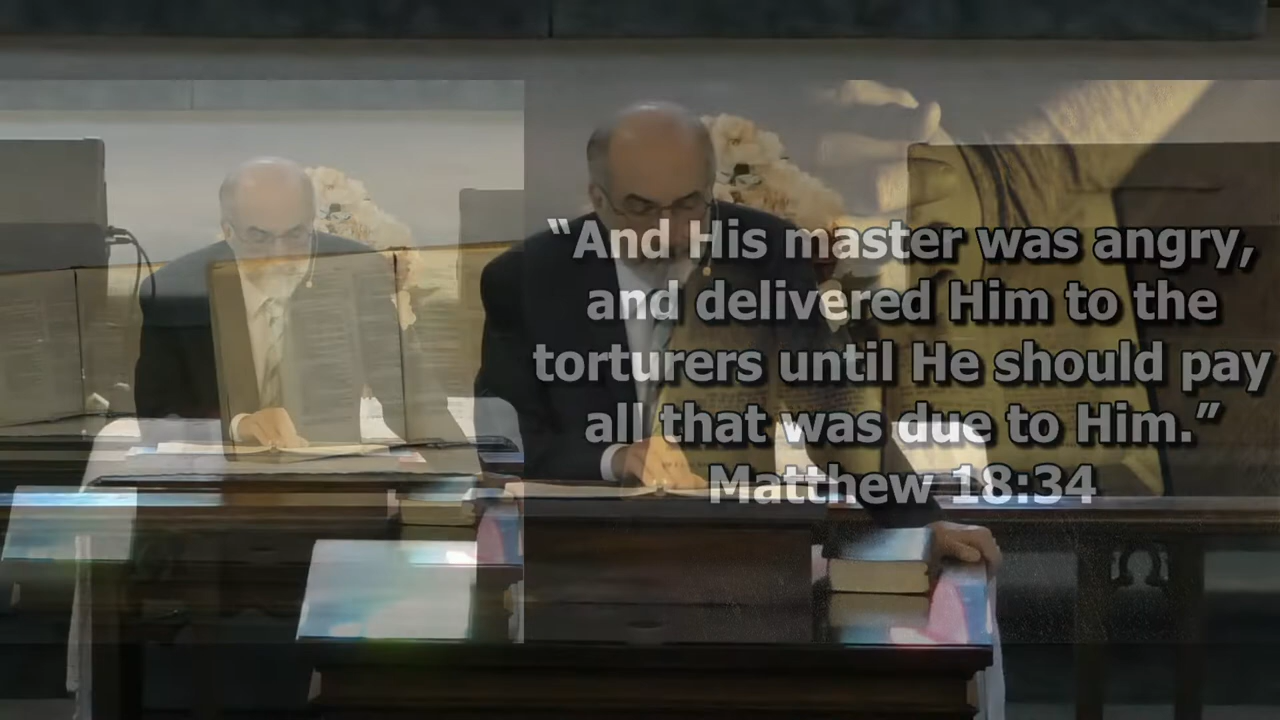 “And His master was angry,
and delivered Him to the
torturers until He should pay
all that was due to Him.”
Matthew 18:34